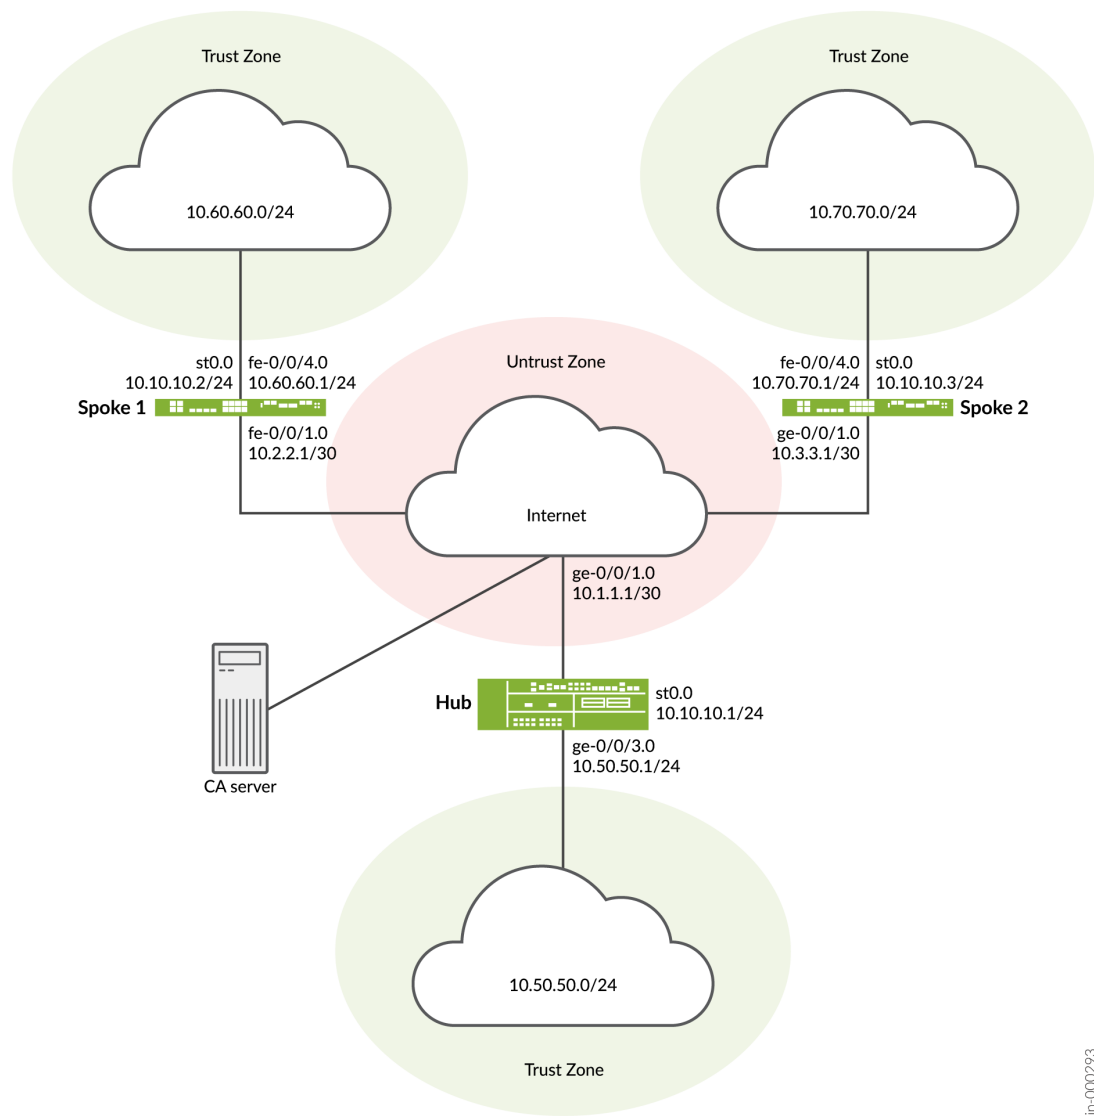 Trust Zone
Trust Zone
10.60.60.0/24
10.70.70.0/24
st0.0
10.10.10.2/24
fe-0/0/4.0
10.60.60.1/24
Spoke 1
fe-0/0/1.0
10.2.2.1/30
Untrust Zone
fe-0/0/4.0
10.70.70.1/24
st0.0
10.10.10.3/24
Spoke 2
ge-0/0/1.0
10.3.3.1/30
Internet
ge-0/0/1.0
10.1.1.1/30
Hub
st0.0
10.10.10.1/24
ge-0/0/3.0
10.50.50.1/24
CA server
10.50.50.0/24
Trust Zone
jn-000293